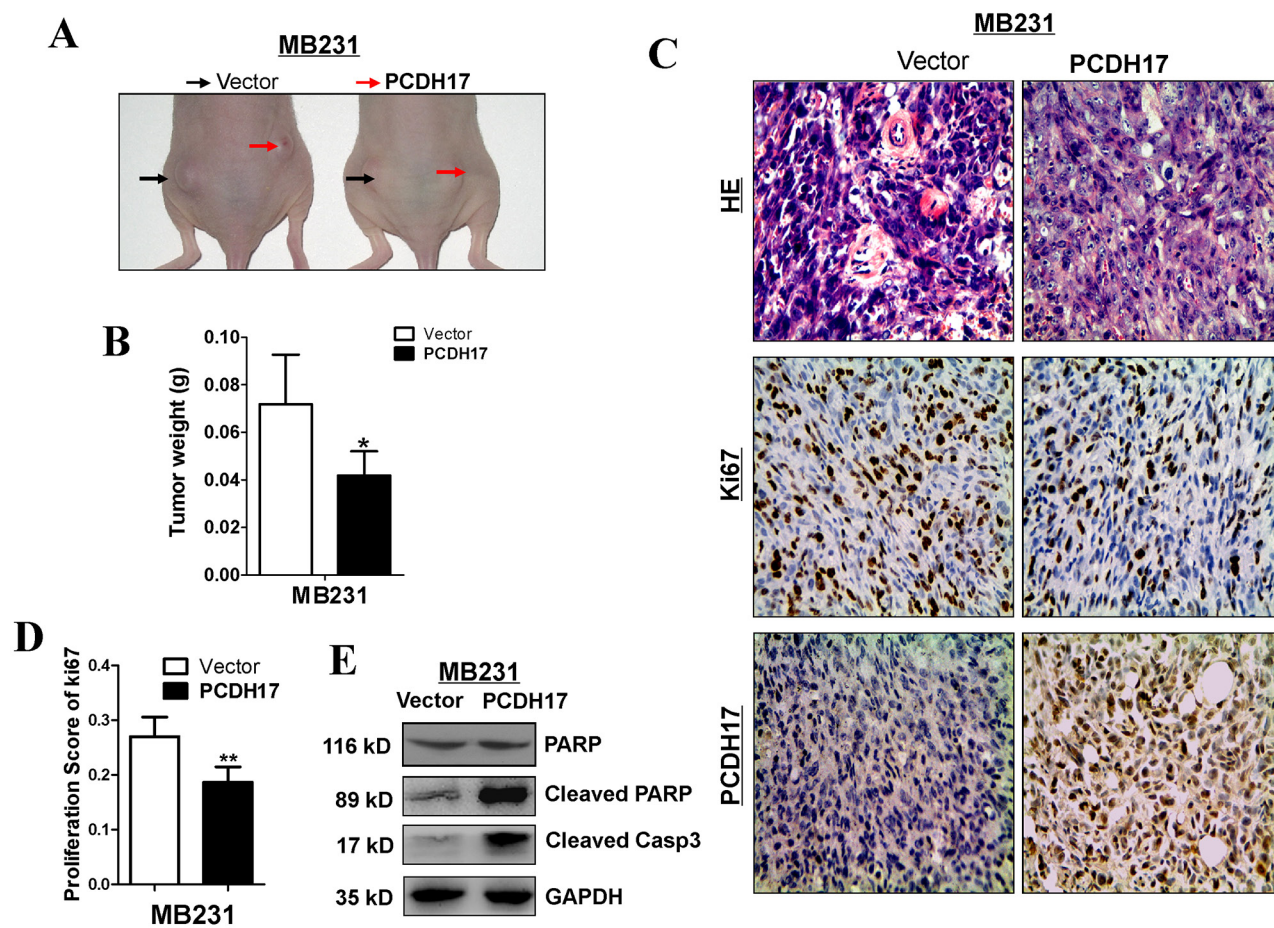 A
MB231
Vector
PCDH17
B
Vector
PCDH17
Tumor weight (g)
0.10
0.08
0.06
0.04
0.02
0.00
*
MB231
C
MB231
Vector
PCDH17
HE
Ki67
PCDH17
D
Vector
PCDH17
Proliferation Score of ki67
0.4
0.3
0.2
0.1
0.0
**
MB231
E
MB231
Vector PCDH17
116 kD PARP
89 kD Cleaved PARP
17 kD Cleaved Casp3
35 kD GAPDH